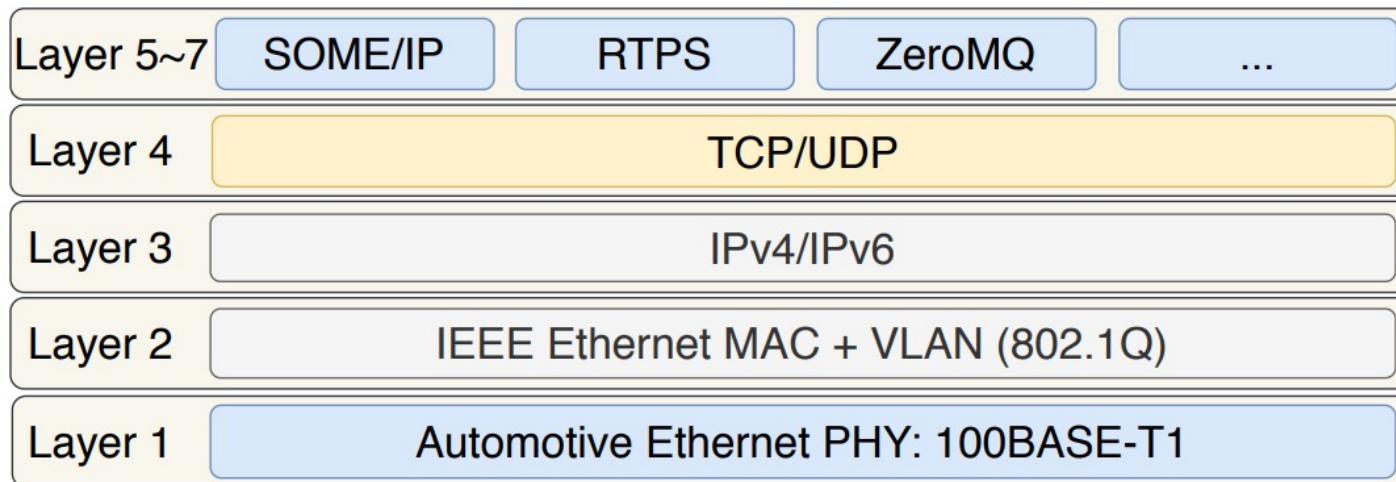 Layer 5~7 SOME/IP RTPS ZeroMQ ...
Layer 4 TCP/UDP
Layer 3 IPv4/IPv6
Layer 2 IEEE Ethernet MAC + VLAN (802.1Q)
Layer 1 Automotive Ethernet PHY: 100BASE-T1